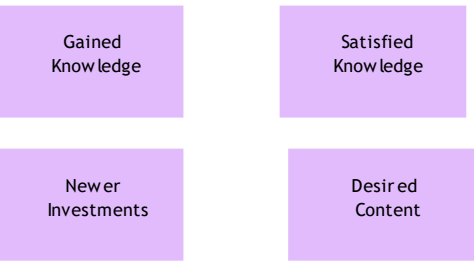 Gained
Knowledge
Satisfied
Knowledge
Newer
Investments
Desired
Content